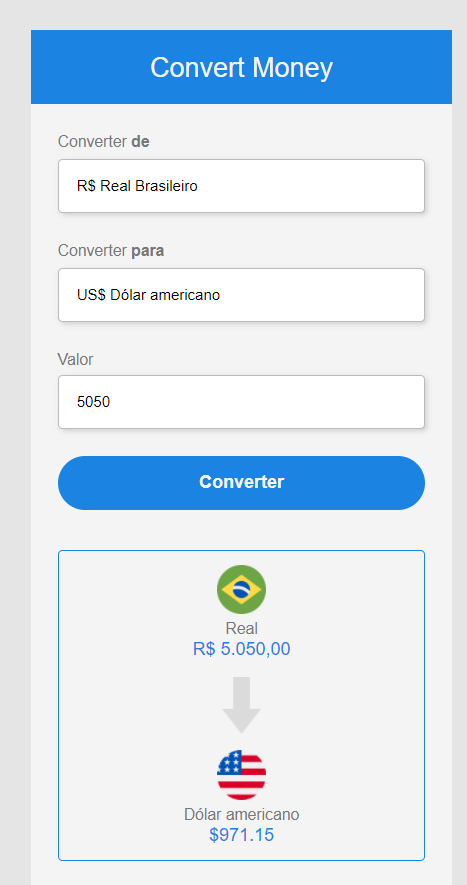 Convert Money
Converter de
R$ Real Brasileiro
Converter para
US$ Dólar americano
Valor
5050
Converter
Real
R$ 5.050,00
Dólar americano
$971.15